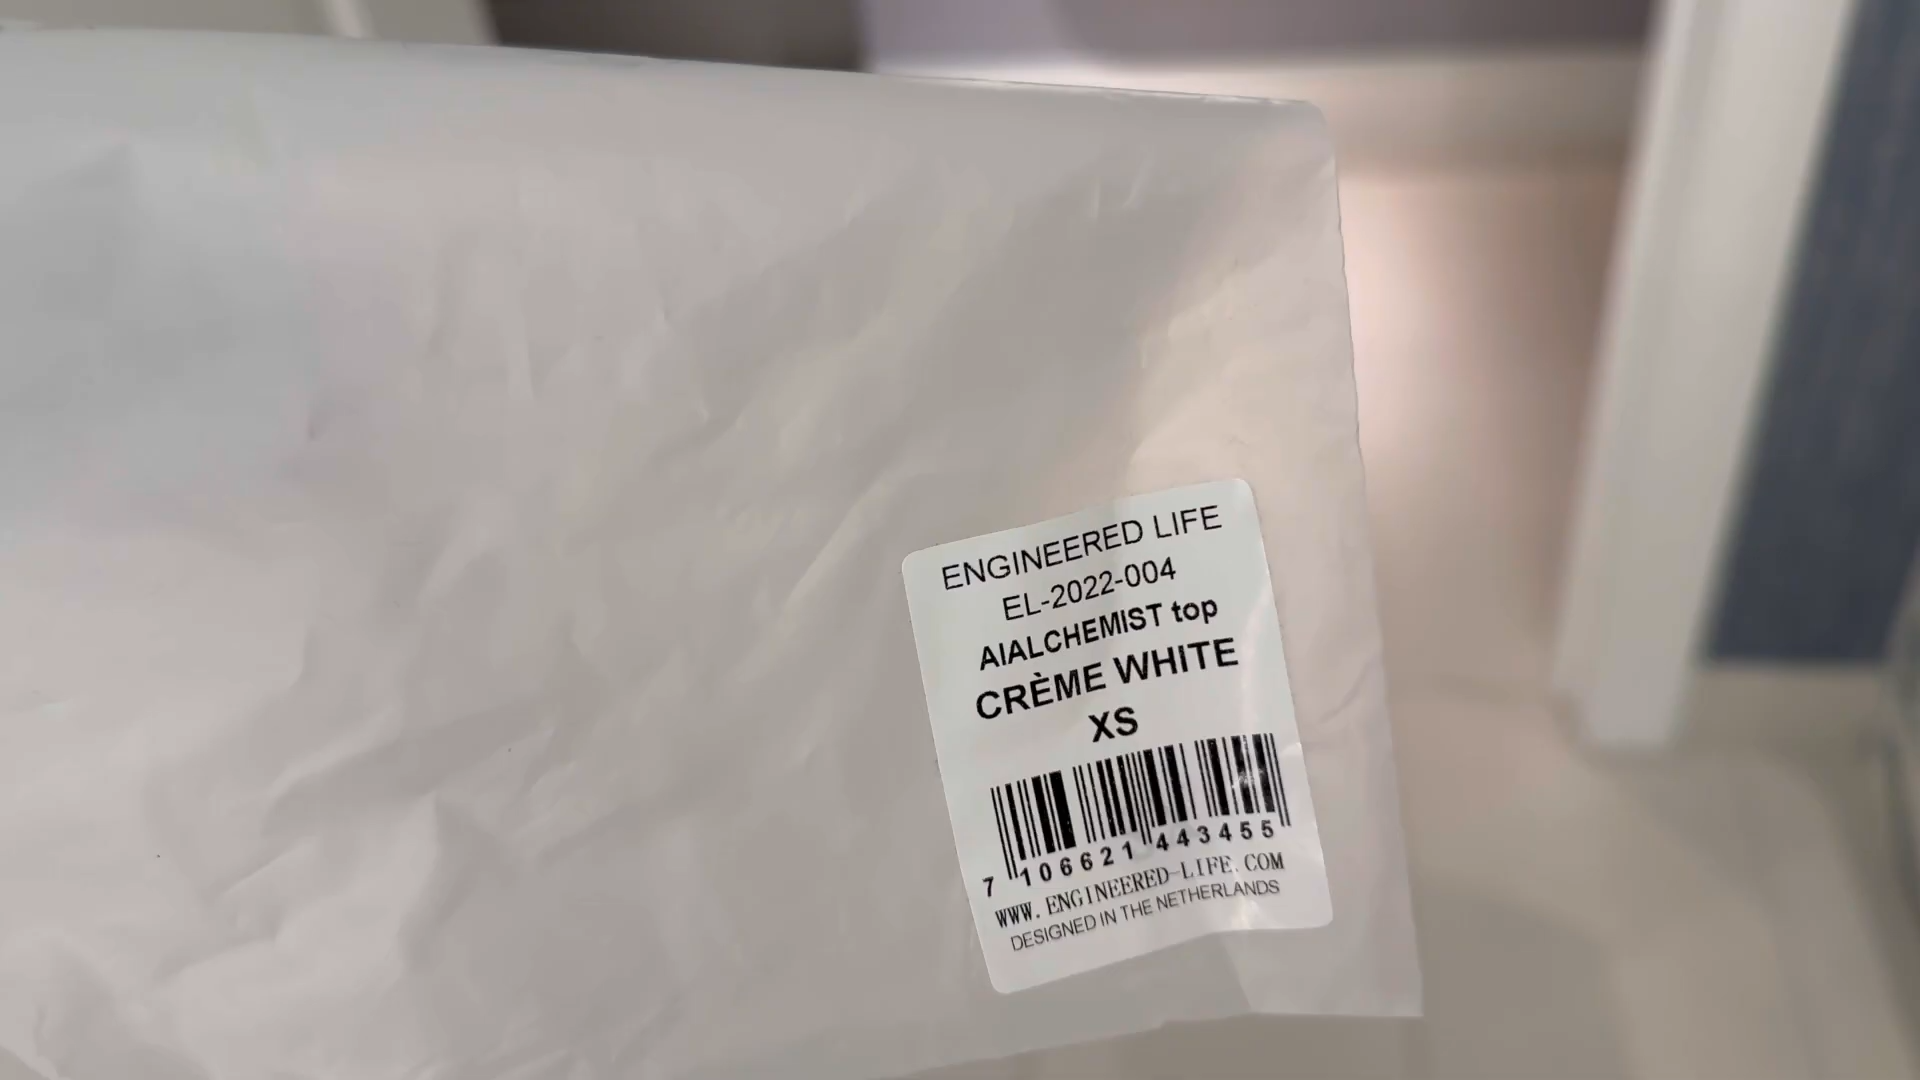 ENGINEERED LIFE
EL-2022-004
AIALCHEMIST top
CRÈME WHITE
XS
7 106621 443455
WWW.ENGINEERED-LIFE.COM
DESIGNED IN THE NETHERLANDS